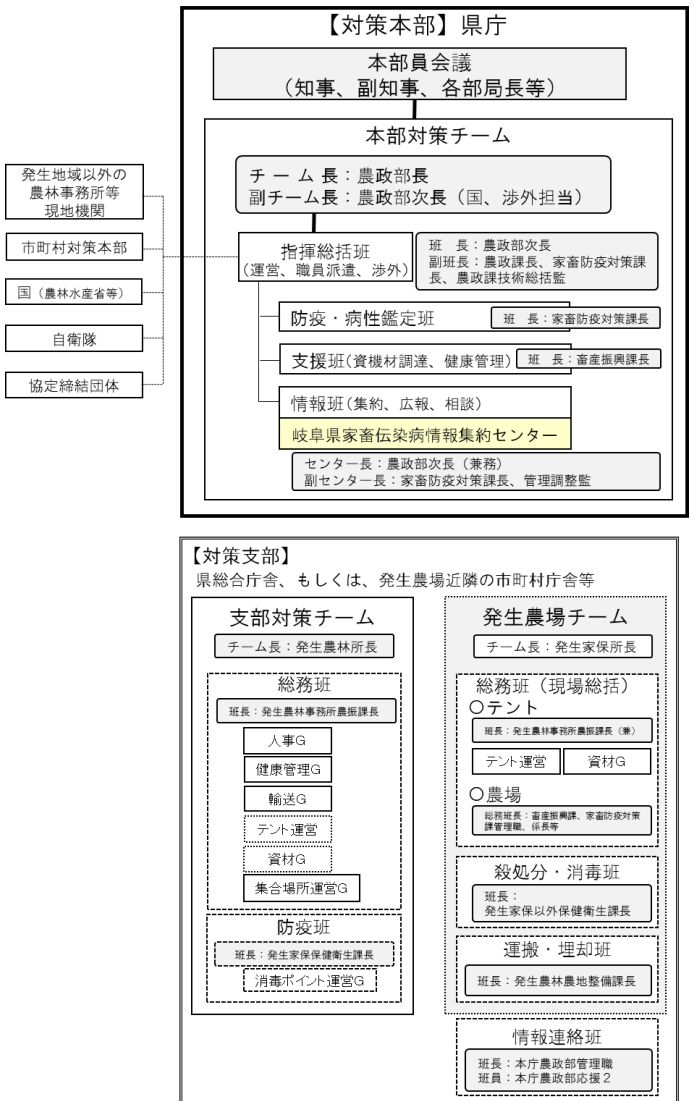 【対策本部】県庁
本部員会議
（知事、副知事、各部局長等）
本部対策チーム
チ ー ム 長：農政部長
副チーム長：農政部次長（国、渉外担当）
発生地域以外の
農林事務所等
現地機関
市町村対策本部
国（農林水産省等）
自衛隊
協定締結団体
指揮総括班
（運営、職員派遣、渉外）
班　長：農政部次長
副班長：農政課長、家畜防疫対策課
長、農政課技術総括監
防疫・病性鑑定班
班　長：家畜防疫対策課長
支援班（資機材調達、健康管理）
班　長：畜産振興課長
情報班（集約、広報、相談）
岐阜県家畜伝染病情報集約センター
センター長：農政部次長（兼務）
副センター長：家畜防疫対策課長、管理調整監
【対策支部】
県総合庁舎、もしくは、発生農場近隣の市町村庁舎等
支部対策チーム
チーム長：発生農林所長
総務班
班長：発生農林事務所農振課長
人事G
健康管理G
輸送G
テント運営
資材G
集合場所運営G
防疫班
班長：発生家保保健衛生課長
消毒ポイント運営G
発生農場チーム
チーム長：発生家保所長
総務班（現場総括）
〇テント
班長：発生農林事務所農振課長（兼）
テント運営
資材G
〇農場
総務班長：畜産振興課、家畜防疫対策
課管理職、係長等
殺処分・消毒班
班長：
発生家保以外保健衛生課長
運搬・埋却班
班長：発生農林農地整備課長
情報連絡班
班長：本庁農政部管理職
班員：本庁農政部応援２